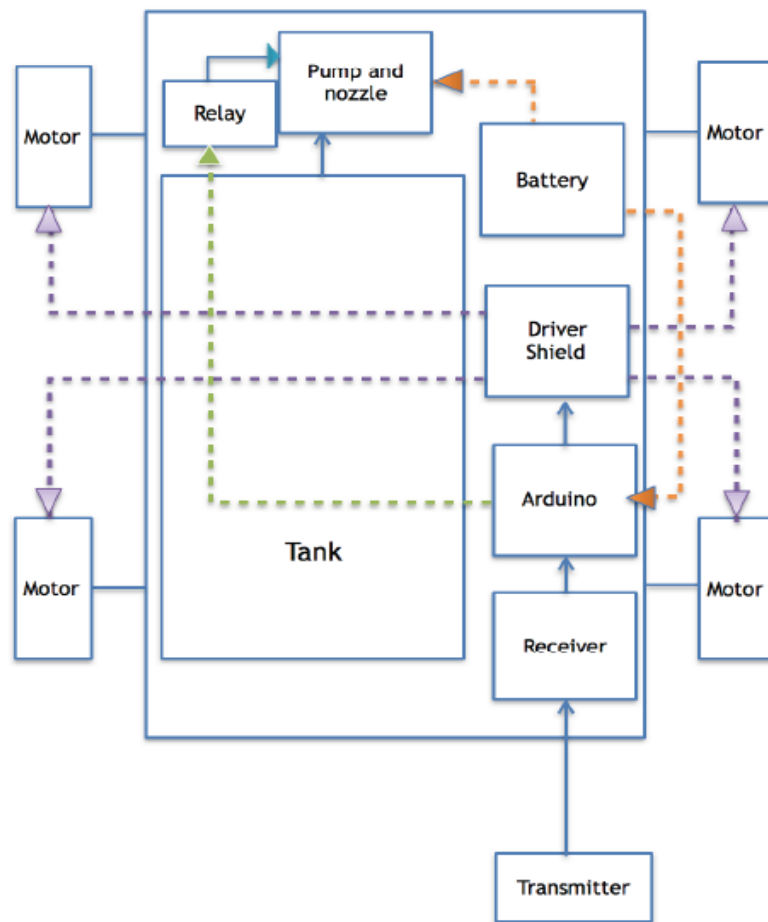 Pump and
nozzle
Relay
Motor
Motor
Battery
Driver
Shield
Arduino
Tank
Motor
Motor
Receiver
Transmitter